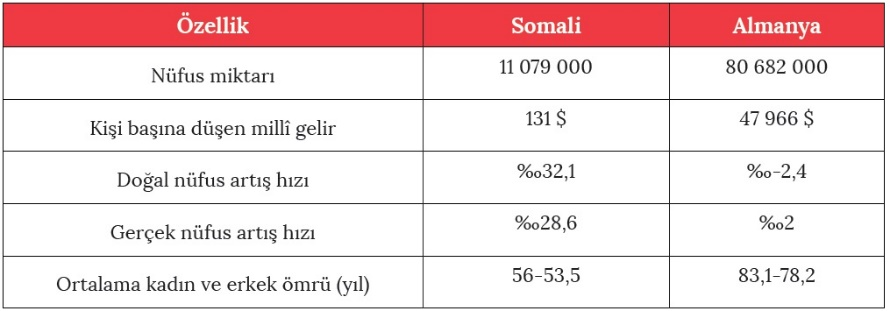 Özellik Somali Almanya
Nüfus miktarı 11 079 000 80 682 000
Kişi başına düşen millî gelir 131 $ 47 966 $
Doğal nüfus artış hızı ‰32,1 ‰-2,4
Gerçek nüfus artış hızı ‰28,6 ‰2
Ortalama kadın ve erkek ömrü (yıl) 56-53,5 83,1-78,2